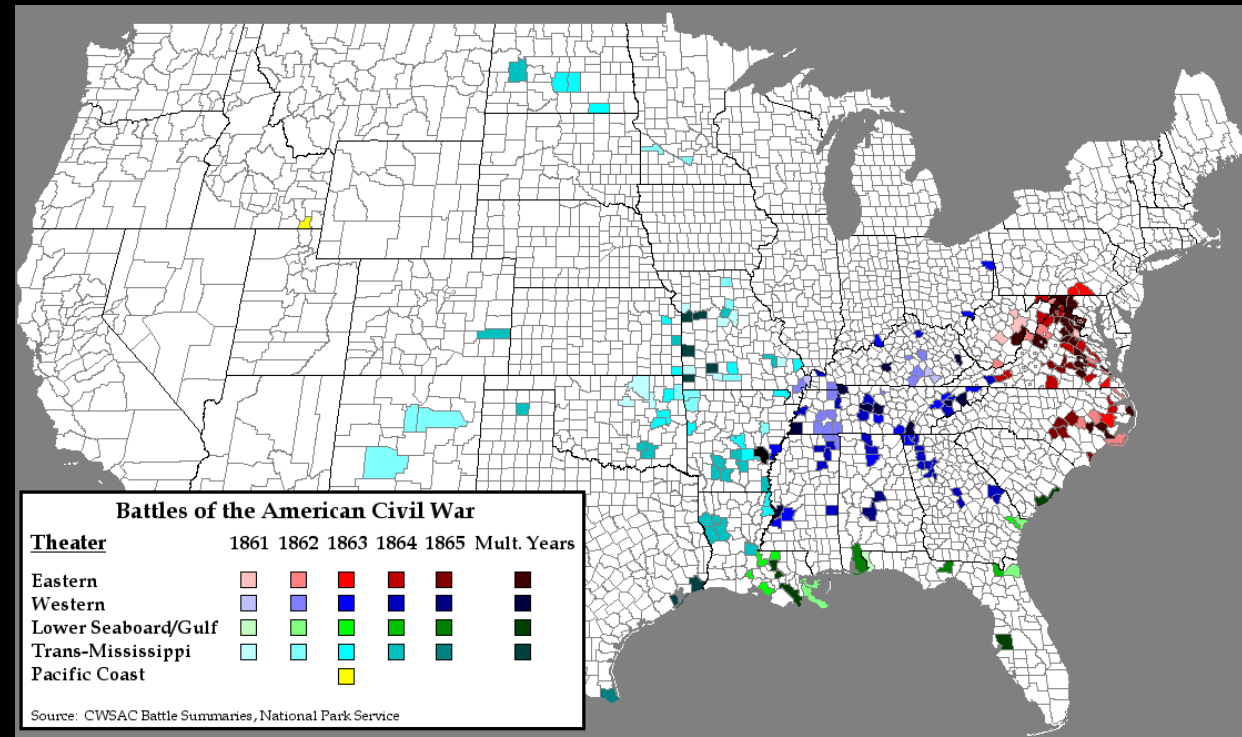 Battles of the American Civil War
Theater 1861 1862 1863 1864 1865 Mult. Years
Eastern
Western
Lower Seaboard/Gulf
Trans-Mississippi
Pacific Coast
Source: CWSAC Battle Summaries, National Park Service